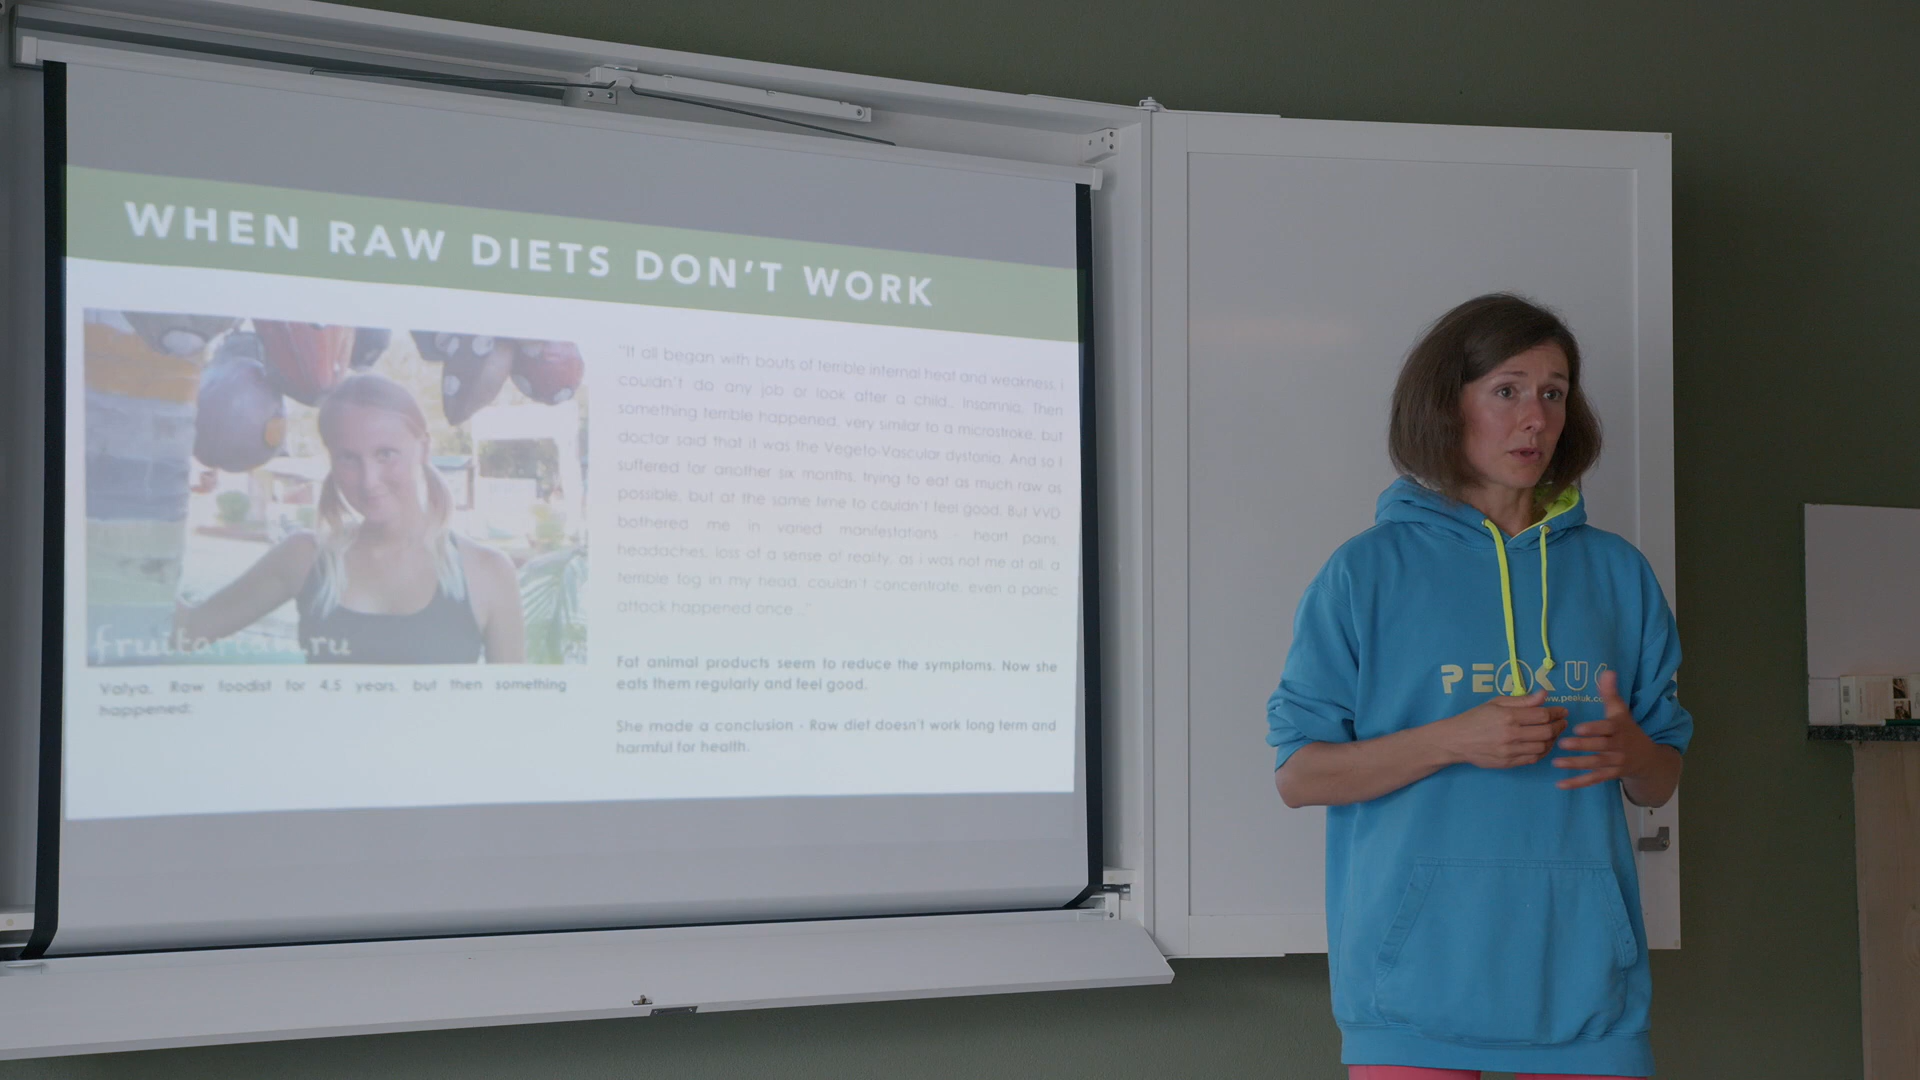 WHEN RAW DIETS DON'T WORK
"It all began with bouts of terrible internal heat and weakness, i
couldn't do any job or look after a child.. Insomnia. Then
something terrible happened, very similar to a microstroke, but
doctor said that it was the Vegeto-Vascular dystonia. And so i
suffered for another six months, trying to eat as much raw as
possible, but at the same time to couldn't feel good. But VVD
bothered me in varied manifestations - heart pains,
headaches, loss of a sense of reality, as i was not me at all, a
terrible fog in my head, couldn't concentrate, even a panic
attack happened once .."
Fat animal products seem to reduce the symptoms. Now she
eats them regularly and feel good.
She made a conclusion - Raw diet doesn't work long term and
harmful for health.
fruitarian.ru
Valya. Raw foodist for 4,5 years, but then something
happened:
PEAK UK
www.peakuk.co